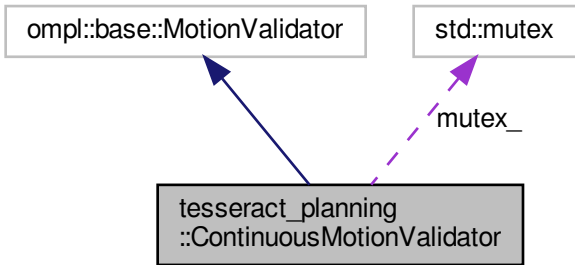 ompl::base::MotionValidator
std::mutex
mutex_
tesseract_planning
::ContinuousMotionValidator